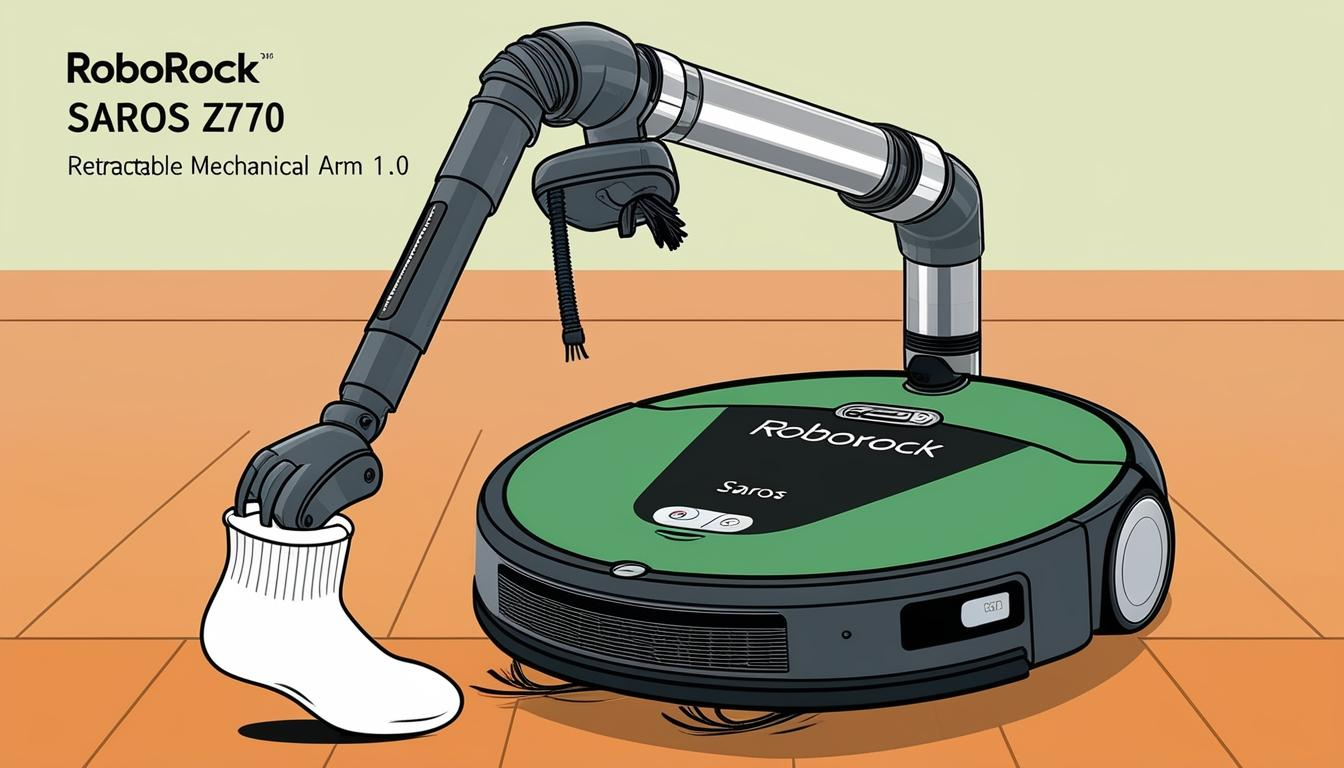 RoboRock
SAROS Z770
Retractable Mechanical Arm 1.0
Roborock
Saros